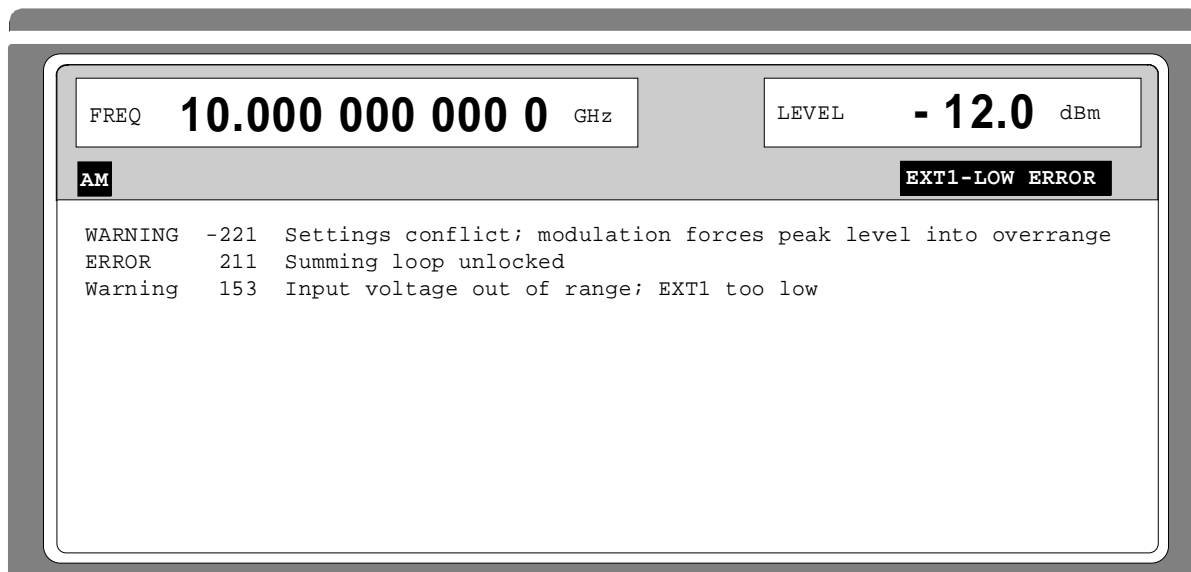 FREQ 10.000 000 000 0 GHz LEVEL - 12.0 dBm
AM EXT1-LOW ERROR
WARNING -221 Settings conflict; modulation forces peak level into overrange
ERROR 211 Summing loop unlocked
Warning 153 Input voltage out of range; EXT1 too low